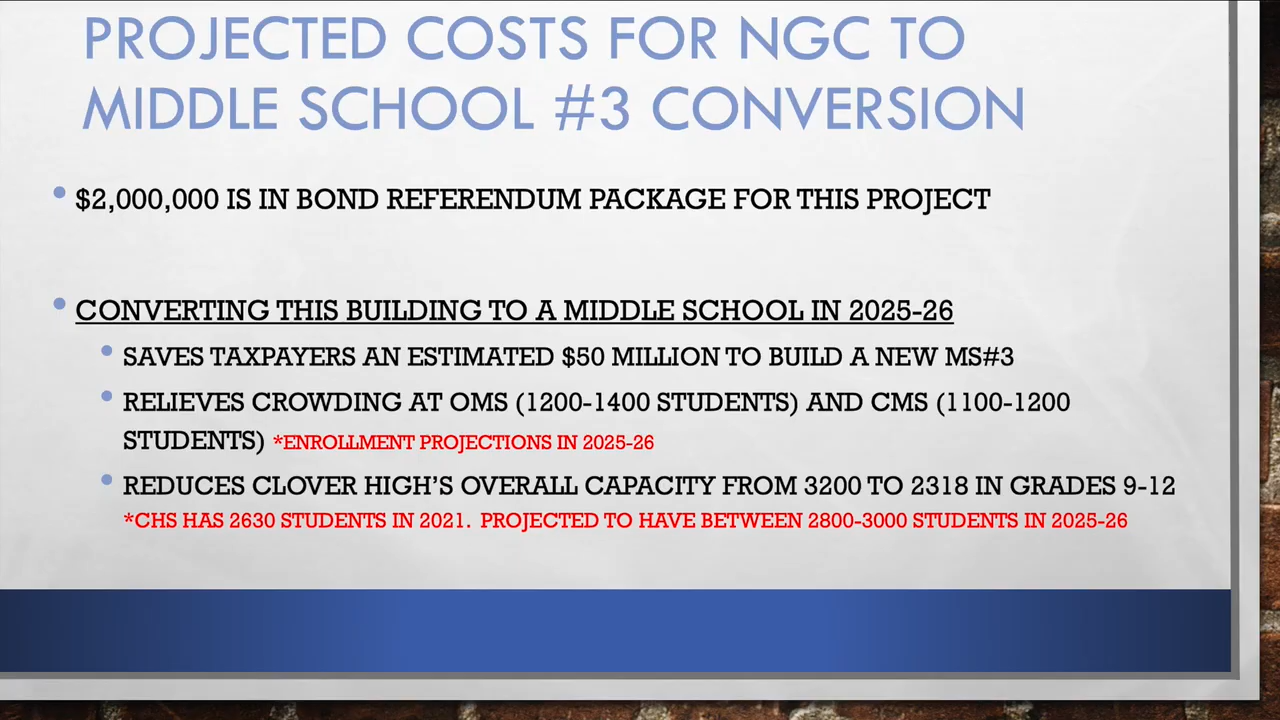 PROJECTED COSTS FOR NGC TO
MIDDLE SCHOOL #3 CONVERSION
• $2,000,000 IS IN BOND REFERENDUM PACKAGE FOR THIS PROJECT
• CONVERTING THIS BUILDING TO A MIDDLE SCHOOL IN 2025-26
• SAVES TAXPAYERS AN ESTIMATED $50 MILLION TO BUILD A NEW MS#3
• RELIEVES CROWDING AT OMS (1200-1400 STUDENTS) AND CMS (1100-1200
STUDENTS) *ENROLLMENT PROJECTIONS IN 2025-26
• REDUCES CLOVER HIGH'S OVERALL CAPACITY FROM 3200 TO 2318 IN GRADES 9-12
*CHS HAS 2630 STUDENTS IN 2021. PROJECTED TO HAVE BETWEEN 2800-3000 STUDENTS IN 2025-26